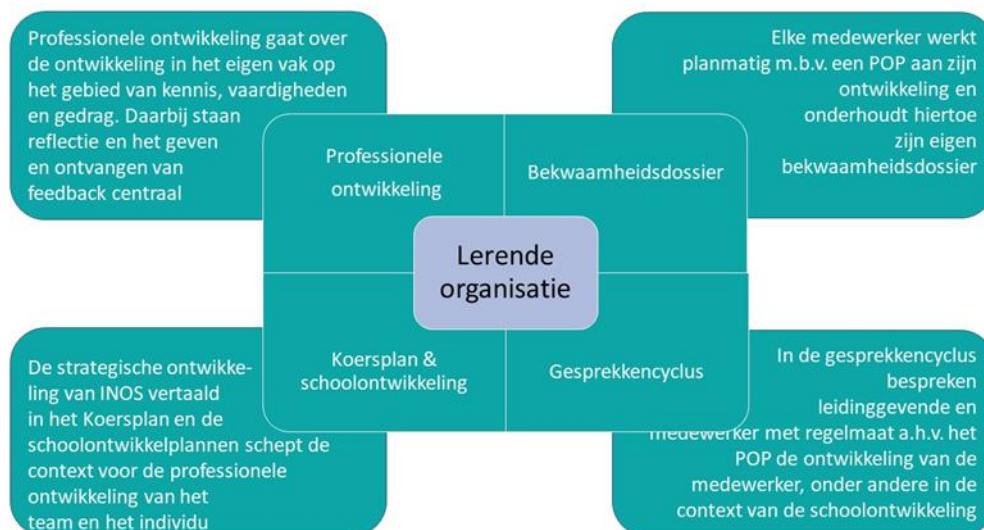 Professionele ontwikkeling gaat over
de ontwikkeling in het eigen vak op
het gebied van kennis, vaardigheden
en gedrag. Daarbij staan
reflectie en het geven
en ontvangen van
feedback centraal
Elke medewerker werkt
planmatig m.b.v. een POP aan zijn
ontwikkeling en
onderhoudt hiertoe
zijn eigen
bekwaamheidsdossier
Professionele
ontwikkeling
Bekwaamheidsdossier
Lerende
organisatie
Koersplan &
schoolontwikkeling
Gesprekkencyclus
De strategische ontwikke-
ling van INOS vertaald
in het Koersplan en de
schoolontwikkelplannen schept de
context voor de professionele
ontwikkeling van het
team en het individu
In de gesprekkencyclus
bespreken
leidinggevende en
medewerker met regelmaat a.h.v. het
POP de ontwikkeling van de
medewerker, onder andere in de
context van de schoolontwikkeling